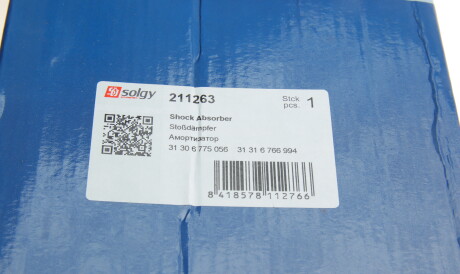 solgy 211263 Stck pcs. 1
Shock Absorber
Stoßdämpfer
Амортизатор
31 30 6 775 056 31 31 6 766 994
8 418578 112766